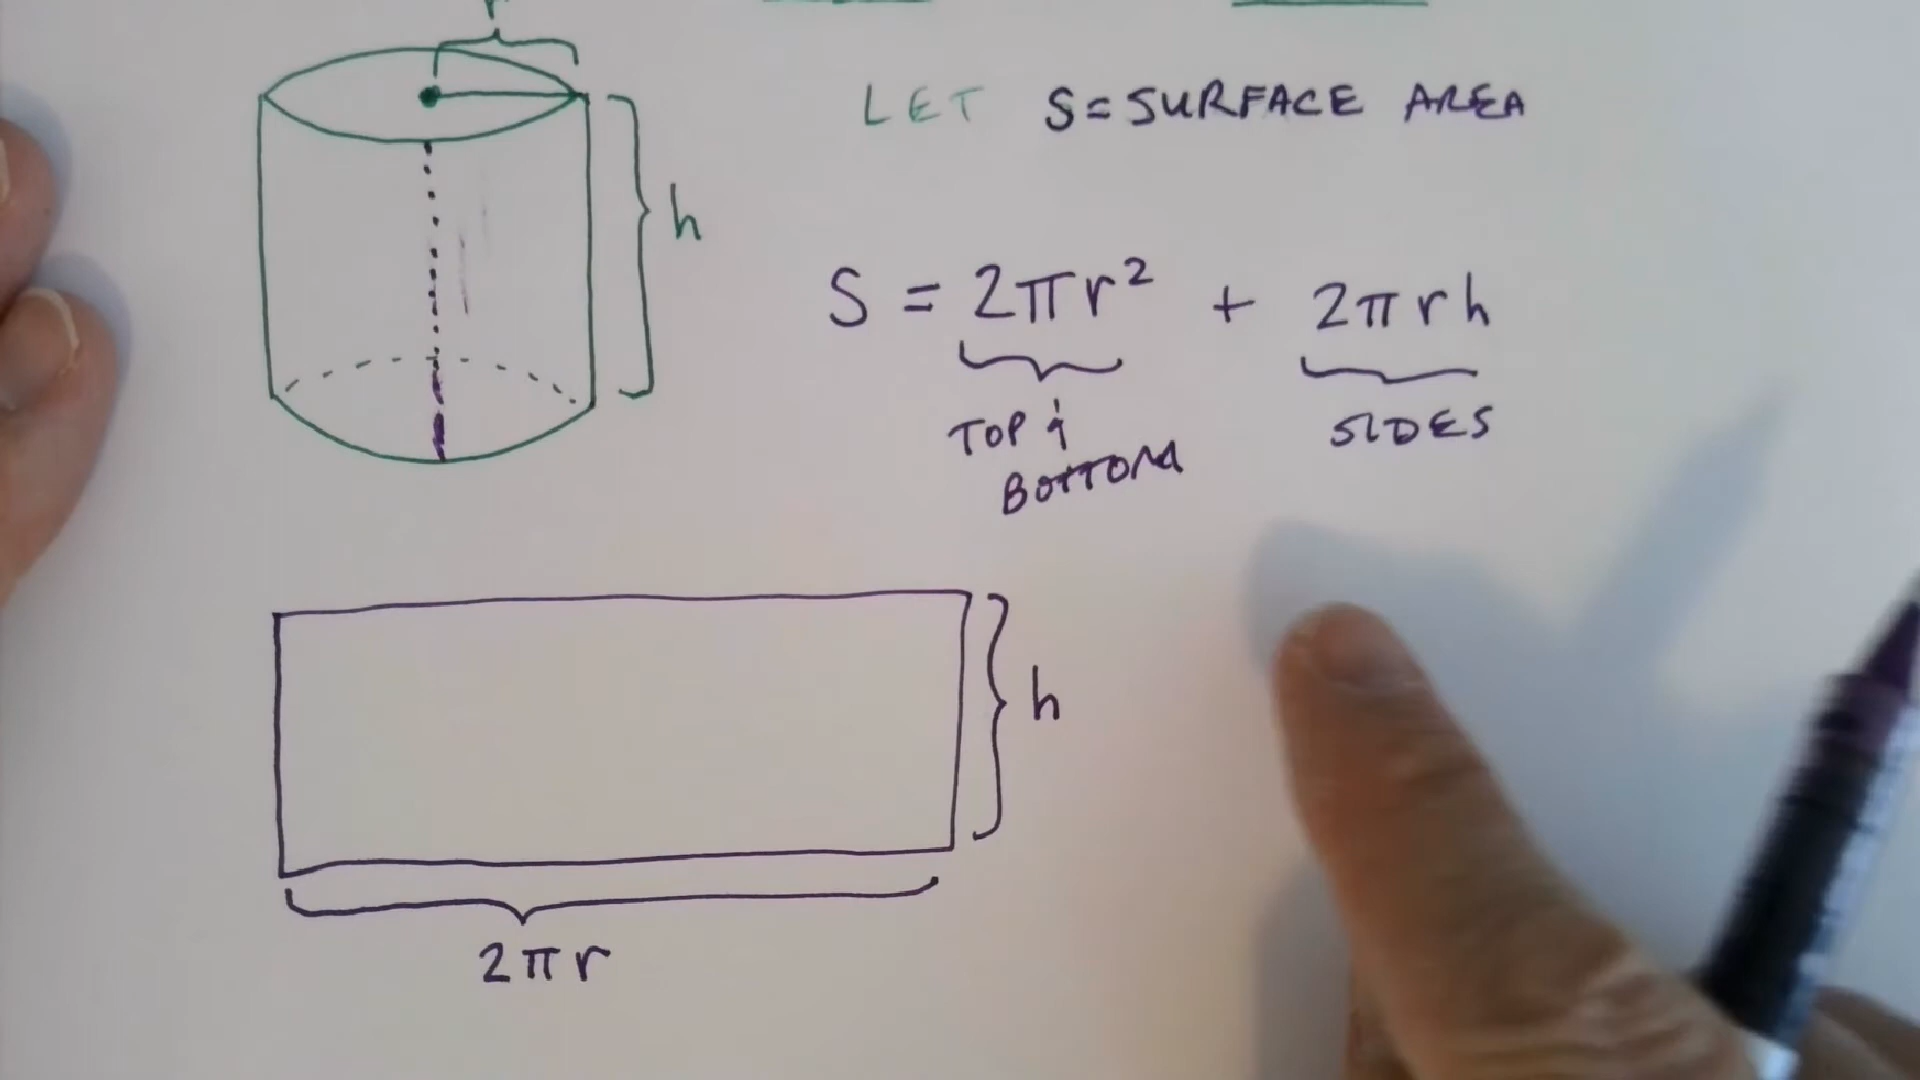 r
LET S = SURFACE AREA
h
S = 2πr² + 2πrh
TOP & SIDES
BOTTOM
h
2πr